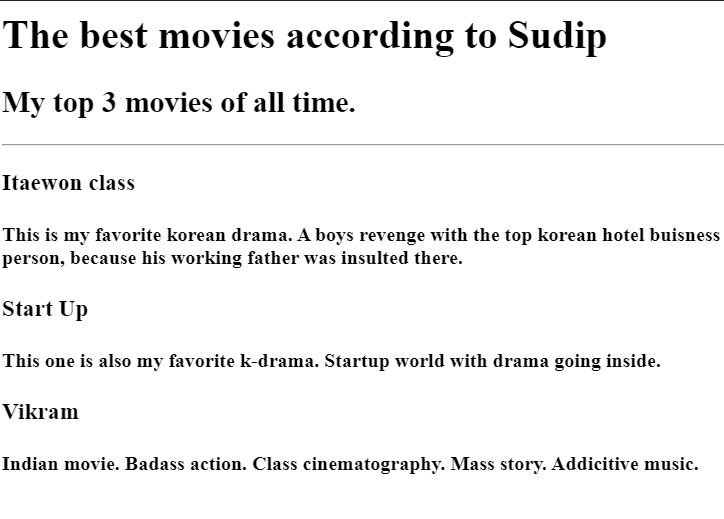 The best movies according to Sudip
My top 3 movies of all time.
Itaewon class
This is my favorite korean drama. A boys revenge with the top korean hotel buisness
person, because his working father was insulted there.
Start Up
This one is also my favorite k-drama. Startup world with drama going inside.
Vikram
Indian movie. Badass action. Class cinematography. Mass story. Addicitive music.